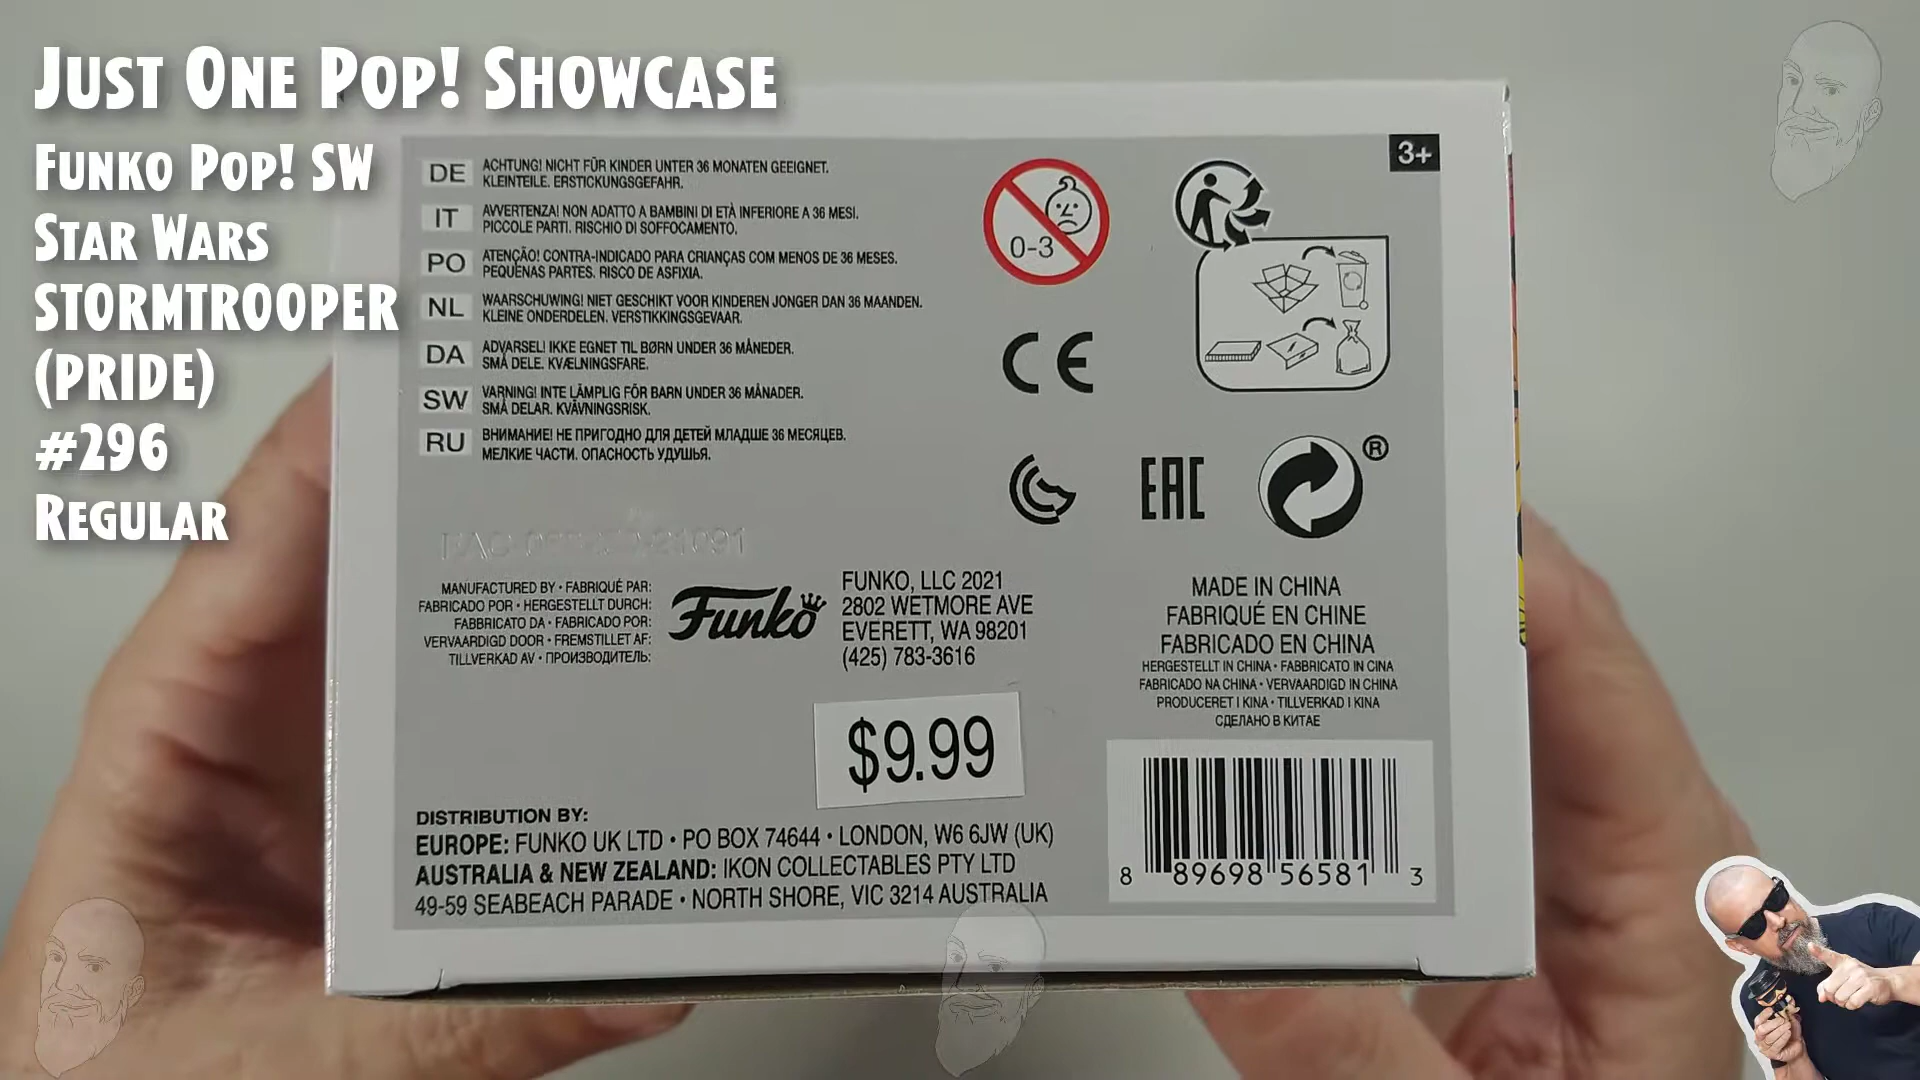 JUST ONE POP! SHOWCASE
FUNKO POP! SW
STAR WARS
STORMTROOPER
(PRIDE)
#296
REGULAR
3+
DE ACHTUNG! NICHT FÜR KINDER UNTER 36 MONATEN GEEIGNET.
KLEINTEILE. ERSTICKUNGSGEFAHR.
IT AVVERTENZA! NON ADATTO A BAMBINI DI ETÀ INFERIORE A 36 MESI.
PICCOLE PARTI. RISCHIO DI SOFFOCAMENTO.
PO ATENÇÃO! CONTRA-INDICADO PARA CRIANÇAS COM MENOS DE 36 MESES.
PEQUENAS PARTES. RISCO DE ASFIXIA.
NL WAARSCHUWING! NIET GESCHIKT VOOR KINDEREN JONGER DAN 36 MAANDEN.
KLEINE ONDERDELEN. VERSTIKKINGSGEVAAR.
DA ADVARSEL! IKKE EGNET TIL BØRN UNDER 36 MÅNEDER.
SMÅ DELE. KVÆLNINGSFARE.
SW VARNING! INTE LÄMPLIG FÖR BARN UNDER 36 MÅNADER.
SMÅ DELAR. KVÄVNINGSRISK.
RU ВНИМАНИЕ! НЕ ПРИГОДНО ДЛЯ ДЕТЕЙ МЛАДШЕ 36 МЕСЯЦЕВ.
МЕЛКИЕ ЧАСТИ. ОПАСНОСТЬ УДУШЬЯ.
0-3
CE
EAC
®
MANUFACTURED BY • FABRIQUÉ PAR:
FABRICADO POR • HERGESTELLT DURCH:
FABBRICATO DA • FABRICADO POR:
VERVAARDIGD DOOR • FREMSTILLET AF:
TILLVERKAD AV • ПРОИЗВОДИТЕЛЬ:
Funko
FUNKO, LLC 2021
2802 WETMORE AVE
EVERETT, WA 98201
(425) 783-3616
MADE IN CHINA
FABRIQUÉ EN CHINE
FABRICADO EN CHINA
HERGESTELLT IN CHINA • FABBRICATO IN CINA
FABRICADO NA CHINA • VERVAARDIGD IN CHINA
PRODUCERET I KINA • TILLVERKAD I KINA
СДЕЛАНО В КИТАЕ
$9.99
DISTRIBUTION BY:
EUROPE: FUNKO UK LTD • PO BOX 74644 • LONDON, W6 6JW (UK)
AUSTRALIA & NEW ZEALAND: IKON COLLECTABLES PTY LTD
49-59 SEABEACH PARADE • NORTH SHORE, VIC 3214 AUSTRALIA
8 89698 56581 3